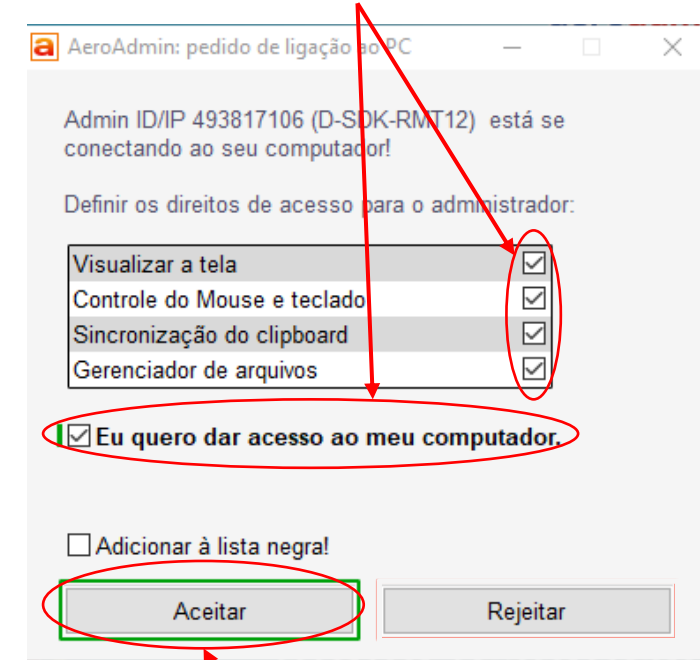 a AeroAdmin: pedido de ligação ao PC
Admin ID/IP 493817106 (D-SDK-RMT12) está se
conectando ao seu computador!
Definir os direitos de acesso para o administrador:
Visualizar a tela
Controle do Mouse e teclado
Sincronização do clipboard
Gerenciador de arquivos
Eu quero dar acesso ao meu computador.
Adicionar à lista negra!
Aceitar Rejeitar